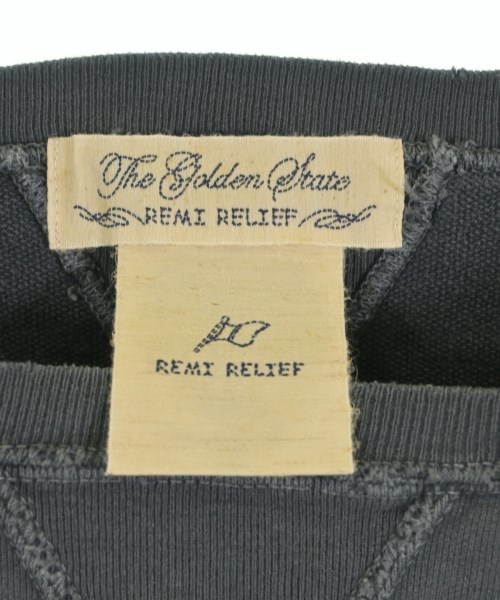 The Golden State
REMI RELIEF
REMI RELIEF